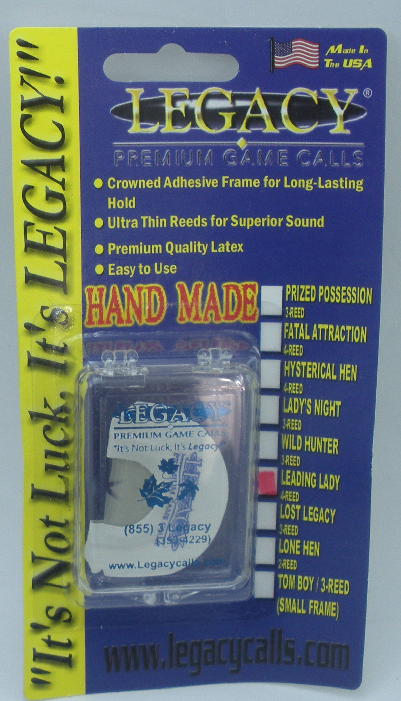 "It's Not Luck, It's LEGACY!"
Made In
The USA
LEGACY®
PREMIUM GAME CALLS
Crowned Adhesive Frame for Long-Lasting
Hold
Ultra Thin Reeds for Superior Sound
Premium Quality Latex
Easy to Use
HAND MADE
PRIZED POSSESSION
3-REED
FATAL ATTRACTION
4-REED
HYSTERICAL HEN
4-REED
LADY'S NIGHT
3-REED
WILD HUNTER
3-REED
LEADING LADY
4-REED
LOST LEGACY
3-REED
LONE HEN
2-REED
TOM BOY / 3-REED
(SMALL FRAME)
LEGACY
PREMIUM GAME CALLS
"It's Not Luck, It's Legacy"
(855) 3 Legacy
(353-4229)
www.Legacycalls.com
www.legacycalls.com